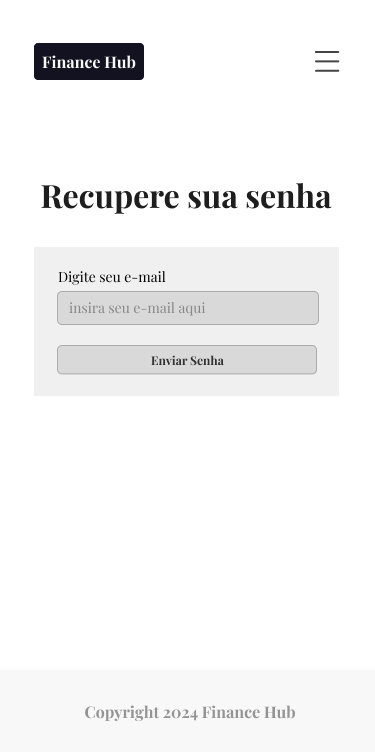 Finance Hub
Recupere sua senha
Digite seu e-mail
insira seu e-mail aqui
Enviar Senha
Copyright 2024 Finance Hub